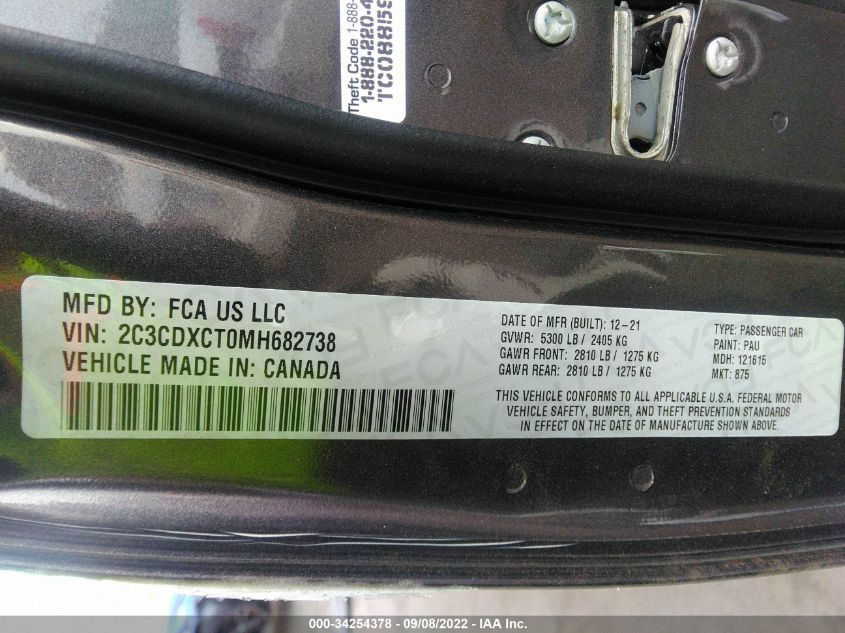 Theft Code 1-888-
1-888-220-4
TC088159
MFD BY: FCA US LLC
VIN: 2C3CDXCT0MH682738
VEHICLE MADE IN: CANADA
DATE OF MFR (BUILT): 12-21
GVWR: 5300 LB / 2405 KG
GAWR FRONT: 2810 LB / 1275 KG
GAWR REAR: 2810 LB / 1275 KG
TYPE: PASSENGER CAR
PAINT: PAU
MDH: 121615
MKT: 875
THIS VEHICLE CONFORMS TO ALL APPLICABLE U.S.A. FEDERAL MOTOR
VEHICLE SAFETY, BUMPER, AND THEFT PREVENTION STANDARDS
IN EFFECT ON THE DATE OF MANUFACTURE SHOWN ABOVE.
000-34254378 - 09/08/2022 - IAA Inc.